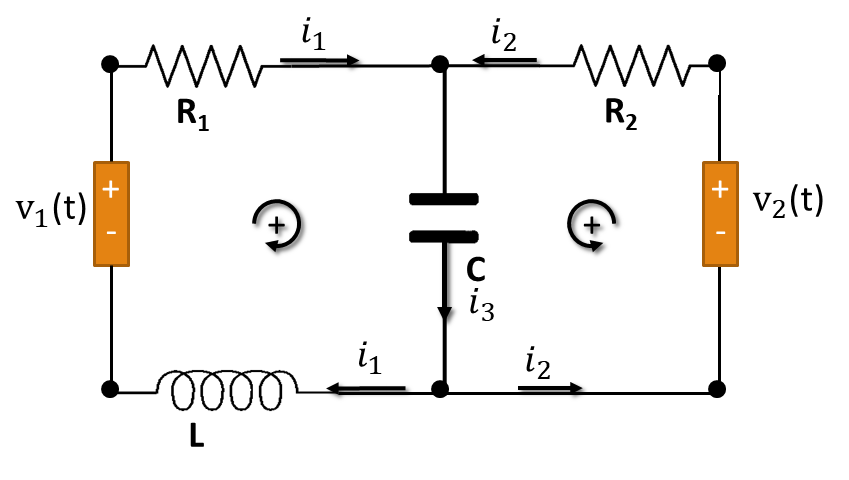 i₁
i₂
R₁
R₂
+
+
v₁(t)
v₂(t)
-
-
+
+
C
i₃
i₁
i₂
L